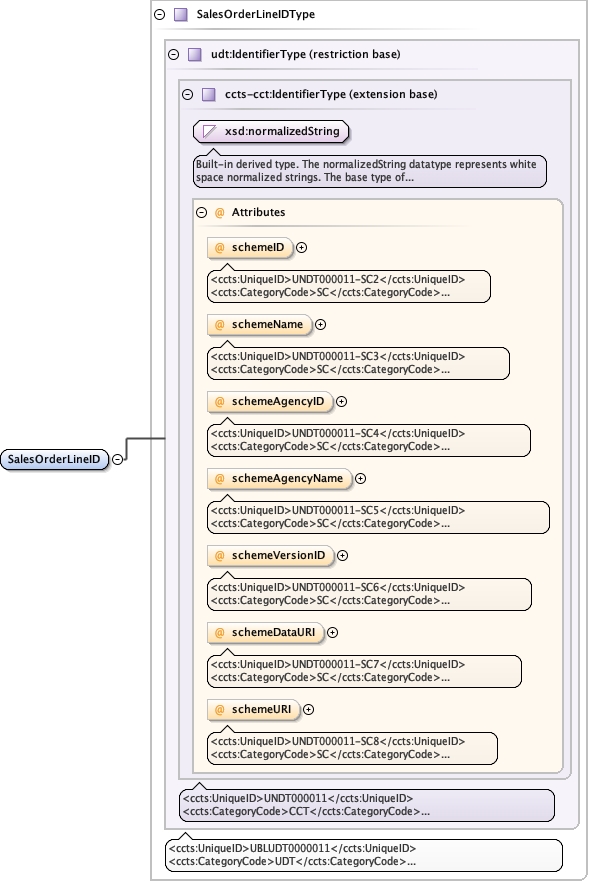 SalesOrderLineIDType
udt:IdentifierType (restriction base)
ccts-cct:IdentifierType (extension base)
xsd:normalizedString
Built-in derived type. The normalizedString datatype represents white
space normalized strings. The base type of...
@ Attributes
@ schemeID
<ccts:UniqueID>UNDT000011-SC2</ccts:UniqueID>
<ccts:CategoryCode>SC</ccts:CategoryCode>...
@ schemeName
<ccts:UniqueID>UNDT000011-SC3</ccts:UniqueID>
<ccts:CategoryCode>SC</ccts:CategoryCode>...
@ schemeAgencyID
<ccts:UniqueID>UNDT000011-SC4</ccts:UniqueID>
<ccts:CategoryCode>SC</ccts:CategoryCode>...
SalesOrderLineID
@ schemeAgencyName
<ccts:UniqueID>UNDT000011-SC5</ccts:UniqueID>
<ccts:CategoryCode>SC</ccts:CategoryCode>...
@ schemeVersionID
<ccts:UniqueID>UNDT000011-SC6</ccts:UniqueID>
<ccts:CategoryCode>SC</ccts:CategoryCode>...
@ schemeDataURI
<ccts:UniqueID>UNDT000011-SC7</ccts:UniqueID>
<ccts:CategoryCode>SC</ccts:CategoryCode>...
@ schemeURI
<ccts:UniqueID>UNDT000011-SC8</ccts:UniqueID>
<ccts:CategoryCode>SC</ccts:CategoryCode>...
<ccts:UniqueID>UNDT000011</ccts:UniqueID>
<ccts:CategoryCode>CCT</ccts:CategoryCode>...
<ccts:UniqueID>UBLUDT0000011</ccts:UniqueID>
<ccts:CategoryCode>UDT</ccts:CategoryCode>...